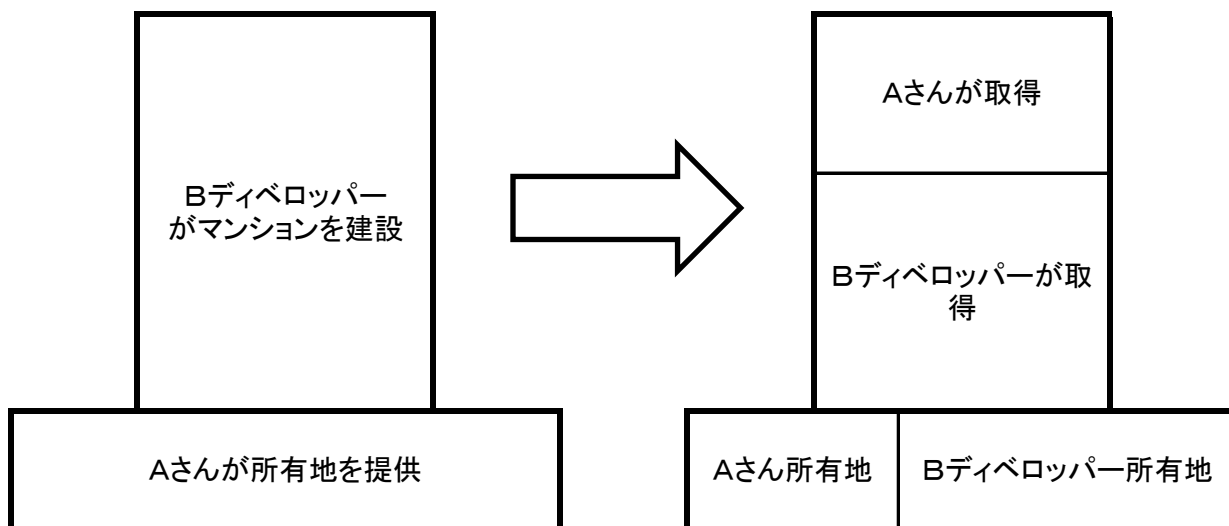 Bディベロッパー
がマンションを建設
Aさんが所有地を提供
Aさんが取得
Bディベロッパーが取
得
Aさん所有地
Bディベロッパー所有地